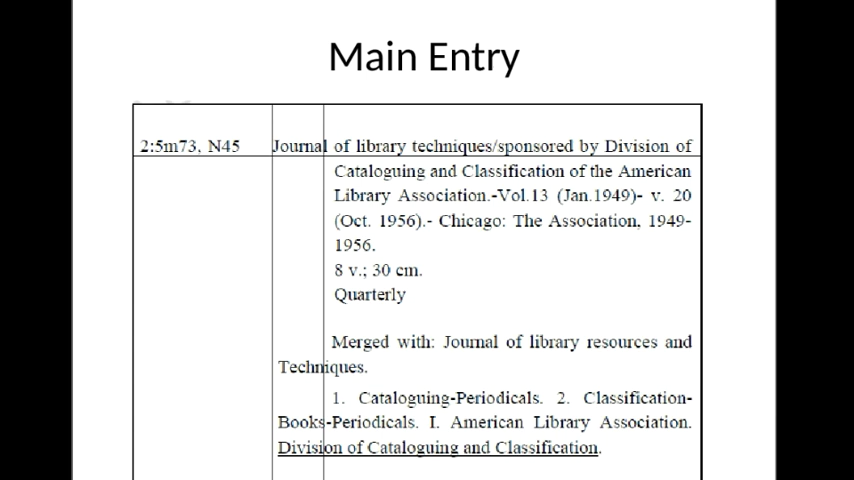 Main Entry
2:5m73, N45 Journal of library techniques/sponsored by Division of
Cataloguing and Classification of the American
Library Association.-Vol.13 (Jan.1949)- v. 20
(Oct. 1956).- Chicago: The Association, 1949-
1956.
8 v.; 30 cm.
Quarterly
Merged with: Journal of library resources and
Techniques.
1. Cataloguing-Periodicals. 2. Classification-
Books-Periodicals. I. American Library Association.
Division of Cataloguing and Classification.